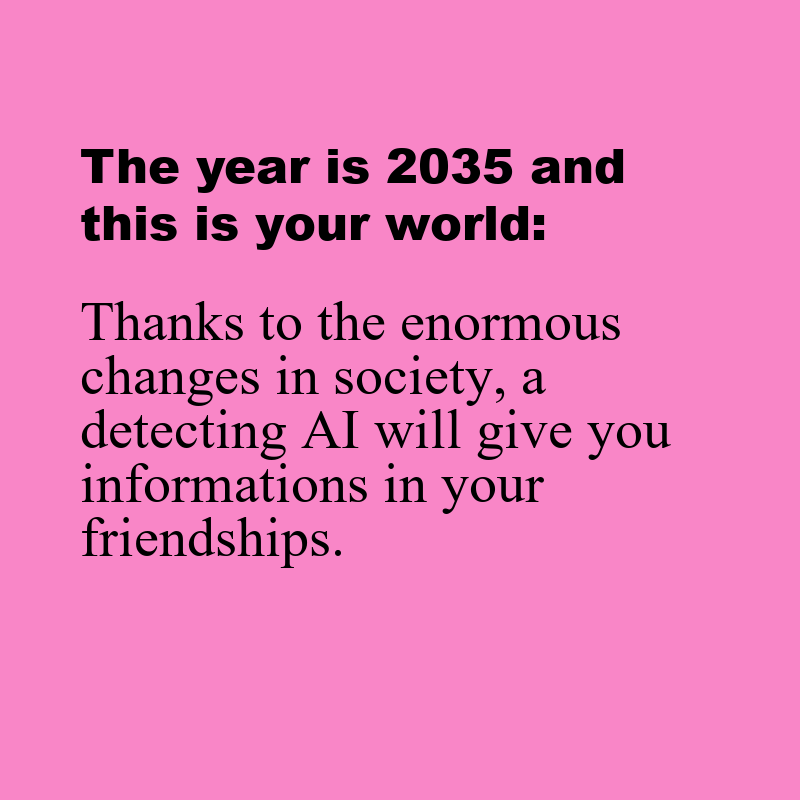 The year is 2035 and
this is your world:
Thanks to the enormous
changes in society, a
detecting AI will give you
informations in your
friendships.